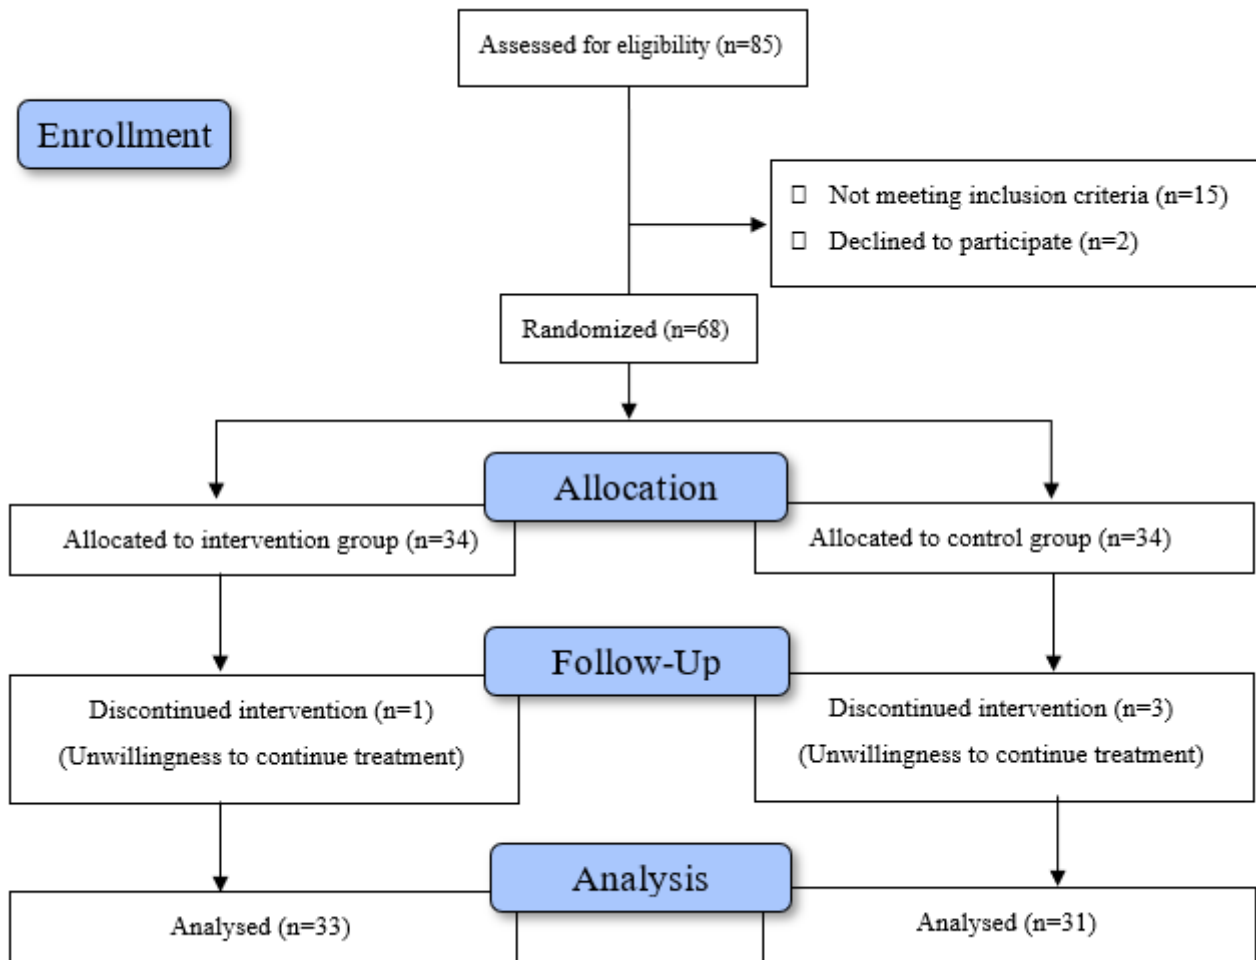 Assessed for eligibility (n=85)
Enrollment
□ Not meeting inclusion criteria (n=15)
□ Declined to participate (n=2)
Randomized (n=68)
Allocation
Allocated to intervention group (n=34)
Allocated to control group (n=34)
Follow-Up
Discontinued intervention (n=1)
(Unwillingness to continue treatment)
Discontinued intervention (n=3)
(Unwillingness to continue treatment)
Analysis
Analysed (n=33)
Analysed (n=31)